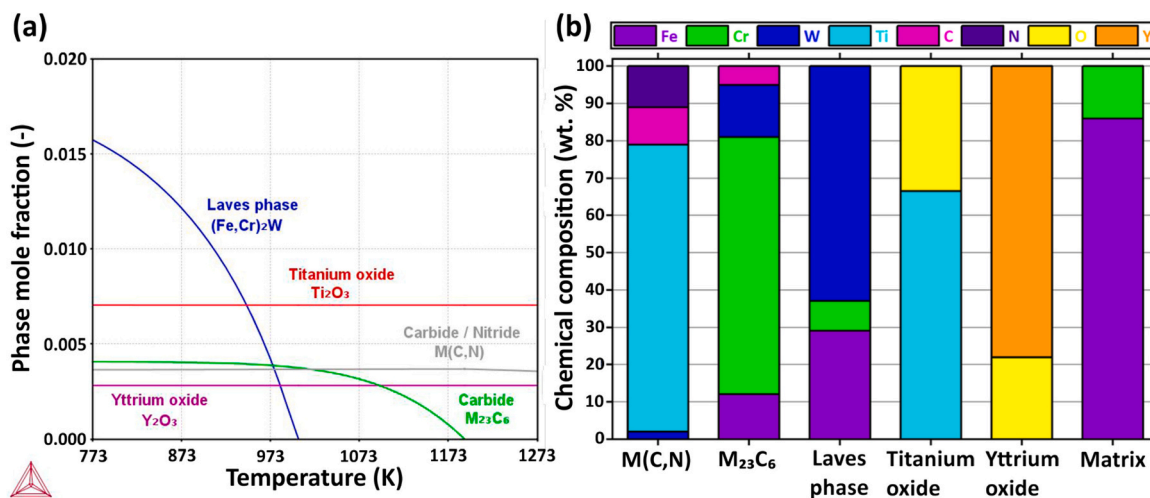 (a)
0.020
0.015
0.010
0.005
0.000
Phase mole fraction (-)
Laves phase
(Fe,Cr)₂W
Titanium oxide
Ti₂O₃
Carbide / Nitride
M(C,N)
Yttrium oxide
Y₂O₃
Carbide
M₂₃C₆
773
873
973
1073
1173
1273
Temperature (K)
(b)
Fe
Cr
W
Ti
C
N
O
Y
100
90
80
70
60
50
40
30
20
10
0
Chemical composition (wt. %)
M(C,N)
M₂₃C₆
Laves
phase
Titanium
oxide
Yttrium
oxide
Matrix